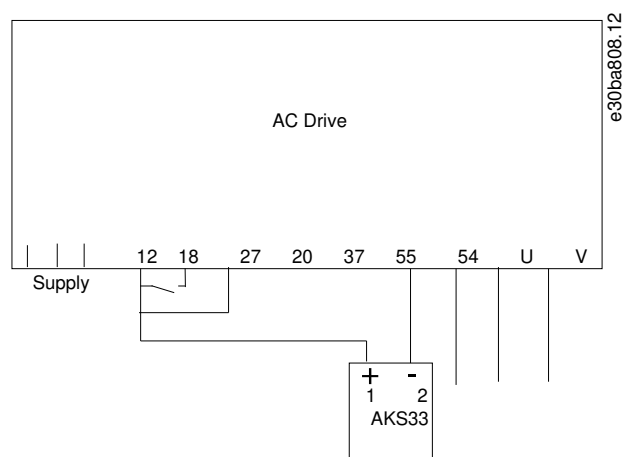 e30ba808.12
AC Drive
12 18 27 20 37 55 54 U V
Supply
+ -
1 2
AKS33